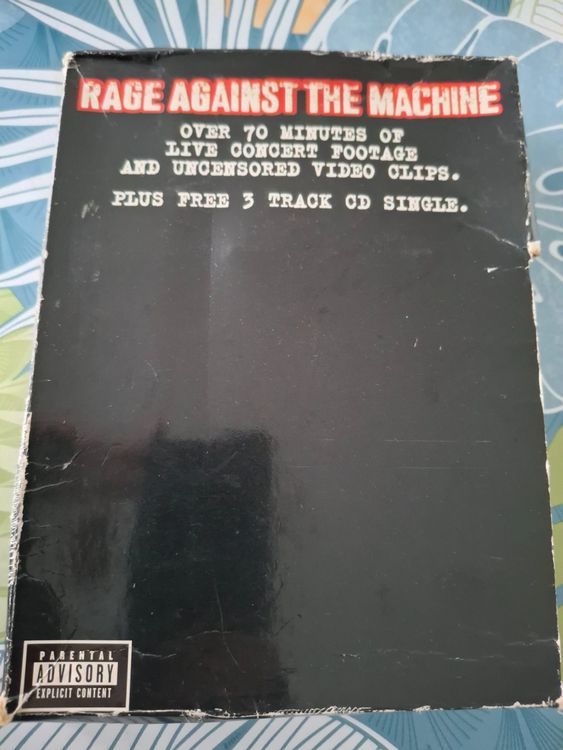 RAGE AGAINST THE MACHINE
OVER 70 MINUTES OF
LIVE CONCERT FOOTAGE
AND UNCENSORED VIDEO CLIPS.
PLUS FREE 3 TRACK CD SINGLE.
PARENTAL
ADVISORY
EXPLICIT CONTENT